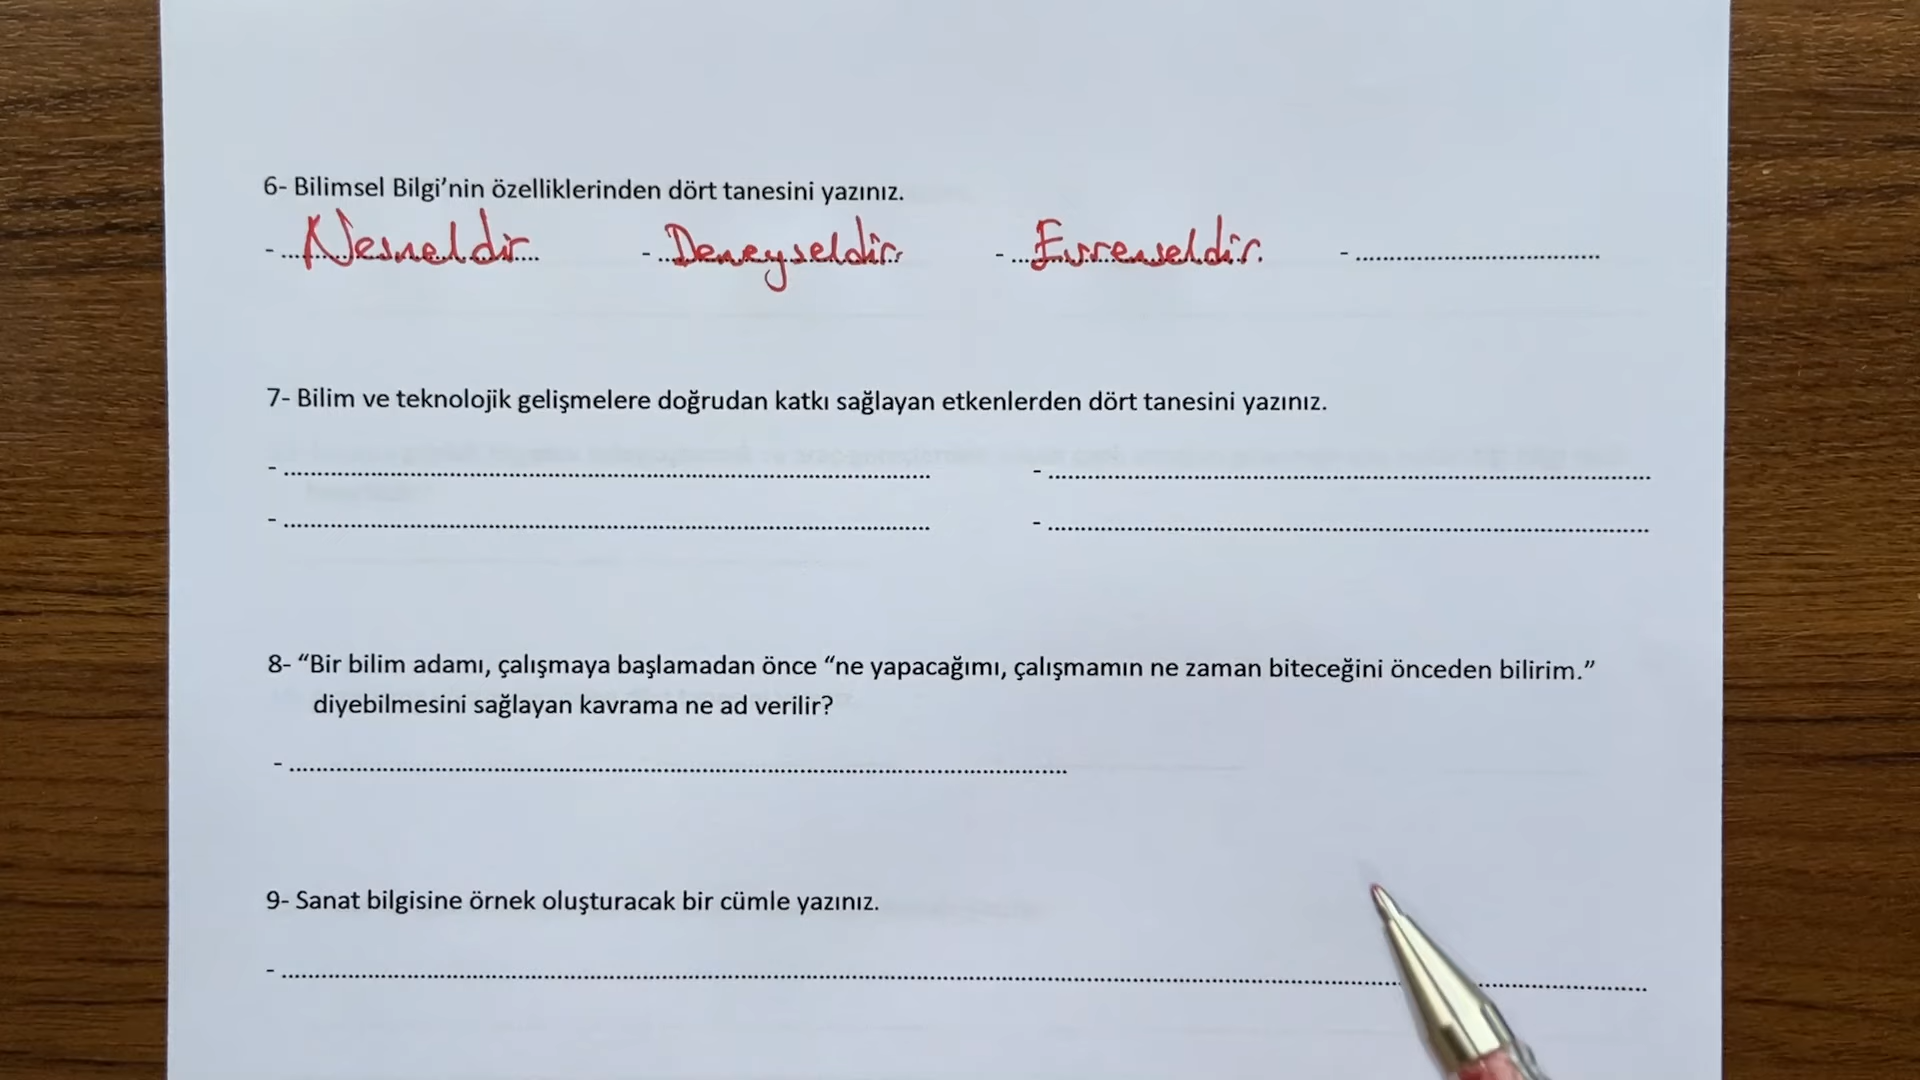 6- Bilimsel Bilgi'nin özelliklerinden dört tanesini yazınız.
- Nesneldir - Deneyseldir. - Evrenseldir. - ....................................
7- Bilim ve teknolojik gelişmelere doğrudan katkı sağlayan etkenlerden dört tanesini yazınız.
- .................................... - ....................................
- .................................... - ....................................
8- “Bir bilim adamı, çalışmaya başlamadan önce “ne yapacağımı, çalışmamın ne zaman biteceğini önceden bilirim.”
diyebilmesini sağlayan kavrama ne ad verilir?
- ....................................
9- Sanat bilgisine örnek oluşturacak bir cümle yazınız.
- ....................................